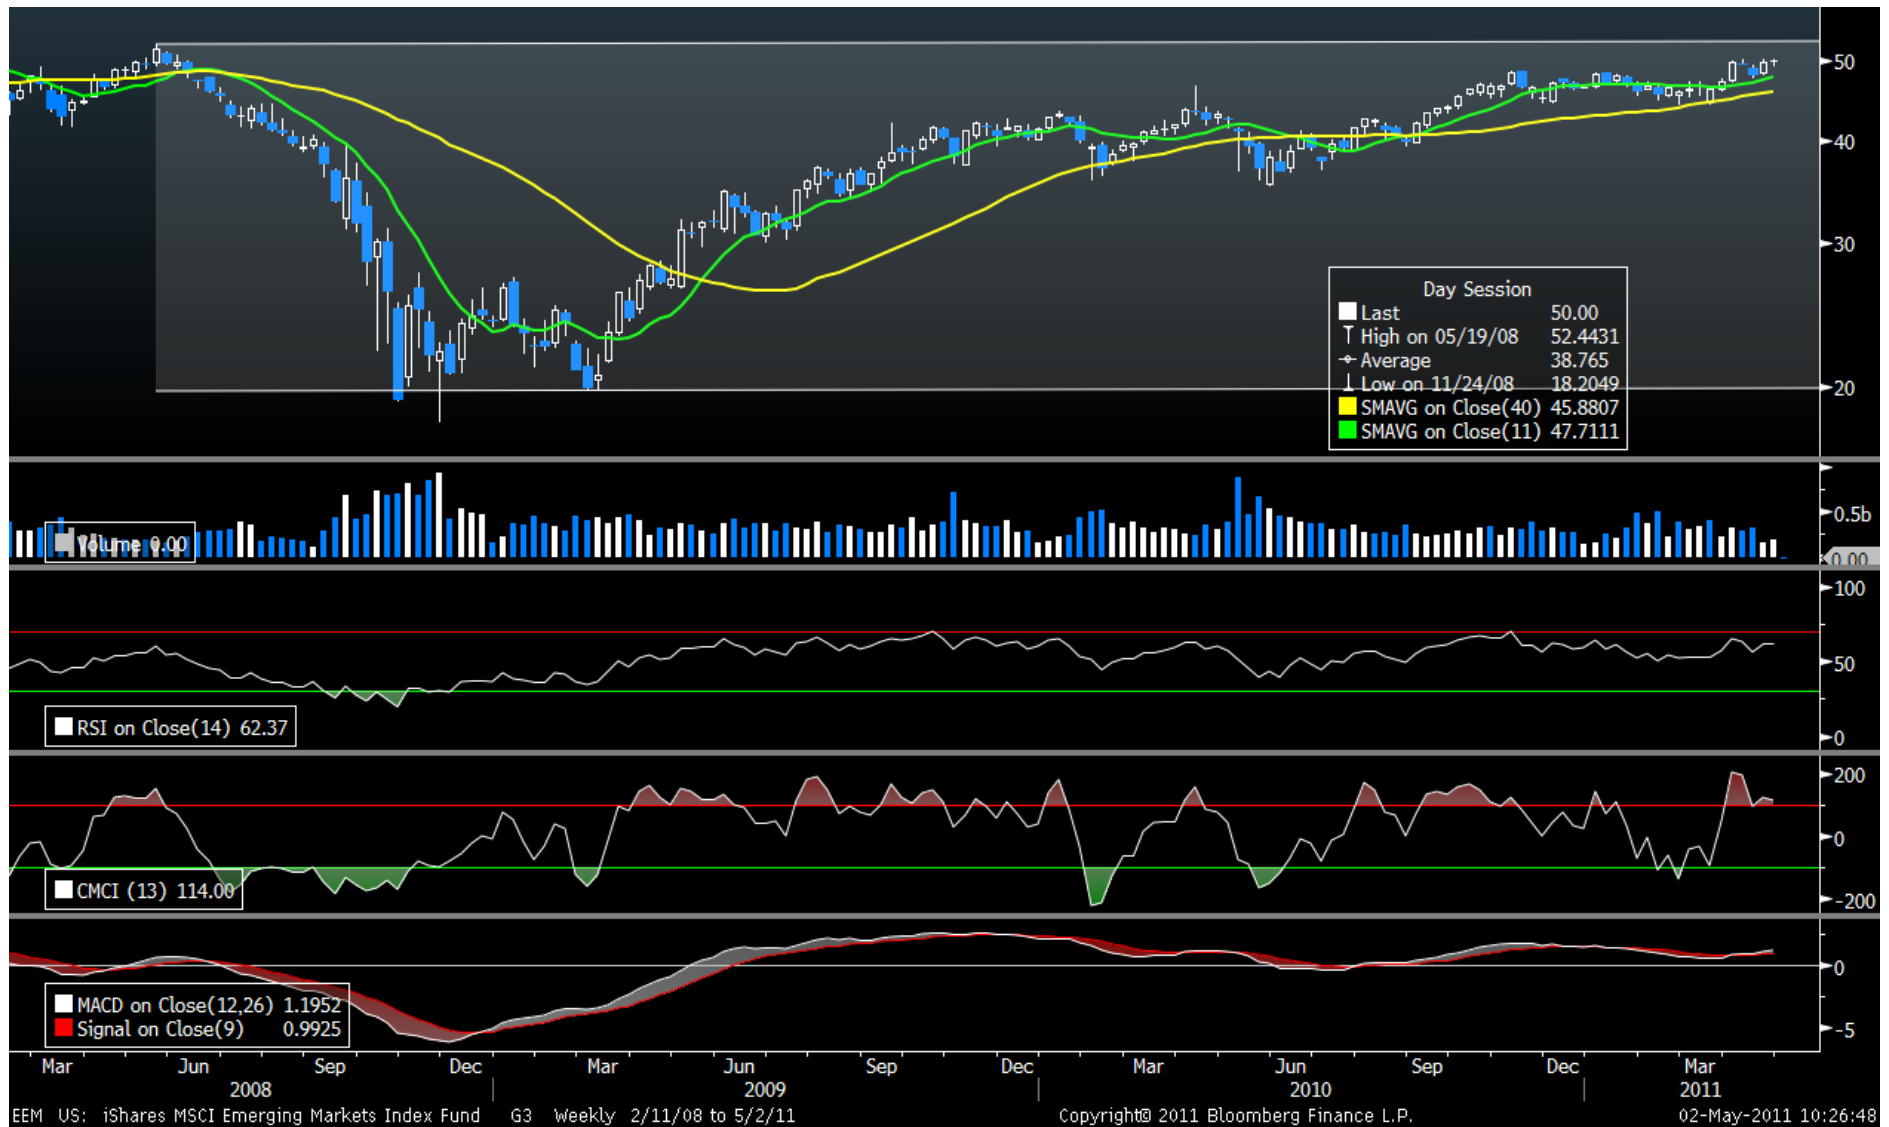 50
40
30
20
Day Session
Last 50.00
High on 05/19/08 52.4431
Average 38.765
Low on 11/24/08 18.2049
SMAVG on Close(40) 45.8807
SMAVG on Close(11) 47.7111
0.5b
0.00
Volume 0.00
100
50
0
RSI on Close(14) 62.37
200
0
-200
CMCI (13) 114.00
0
-5
MACD on Close(12,26) 1.1952
Signal on Close(9) 0.9925
Mar Jun Sep Dec Mar Jun Sep Dec Mar Jun Sep Dec Mar
2008 2009 2010 2011
EEM US: iShares MSCI Emerging Markets Index Fund G3 Weekly 2/11/08 to 5/2/11 Copyright© 2011 Bloomberg Finance L.P. 02-May-2011 10:26:48